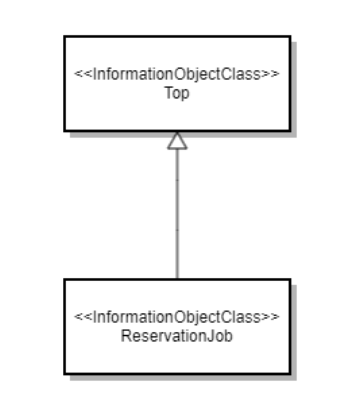 <<InformationObjectClass>>
Top
<<InformationObjectClass>>
ReservationJob